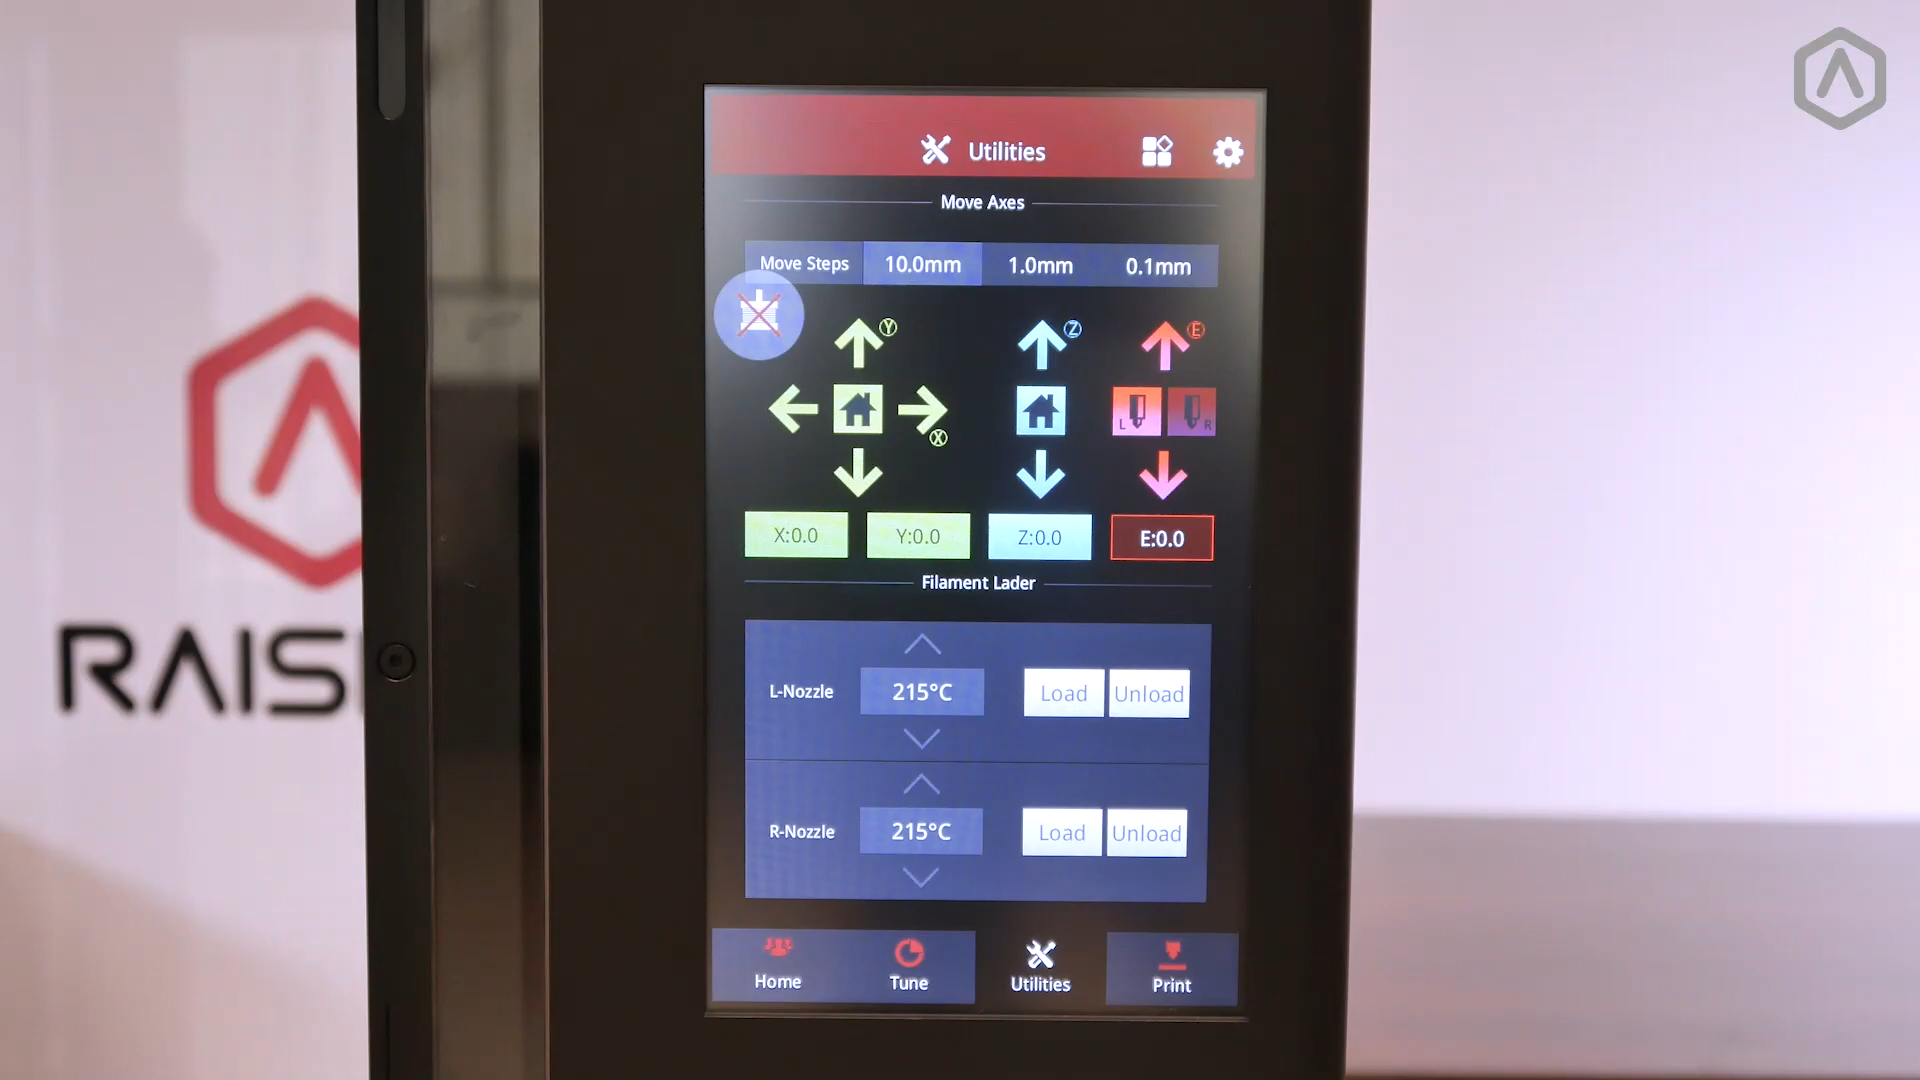 Utilities
Move Axes
Move Steps 10.0mm 1.0mm 0.1mm
Y Z E
L R
X
X:0.0 Y:0.0 Z:0.0 E:0.0
Filament Lader
L-Nozzle 215°C Load Unload
R-Nozzle 215°C Load Unload
Home Tune Utilities Print
RAIS